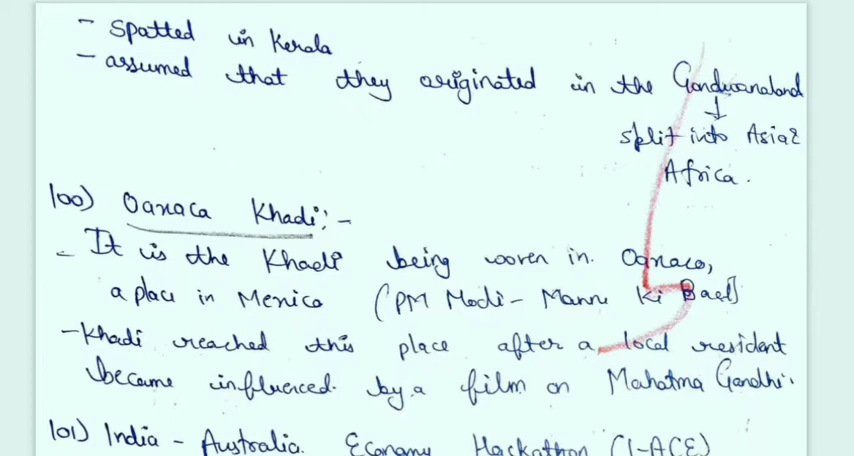 - spatted in Kerala
- assumed that they originated in the Gondwanaland
↓
split into Asia &
Africa.
100) Oaxaca Khadi:-
- It is the Khadi being woven in Oaxaca,
a place in Mexico (PM Modi - Mann Ki Baat)
- Khadi reached this place after a local resident
became influenced by a film on Mahatma Gandhi.
101) India - Australia Economy Hackathon (I-ACE)